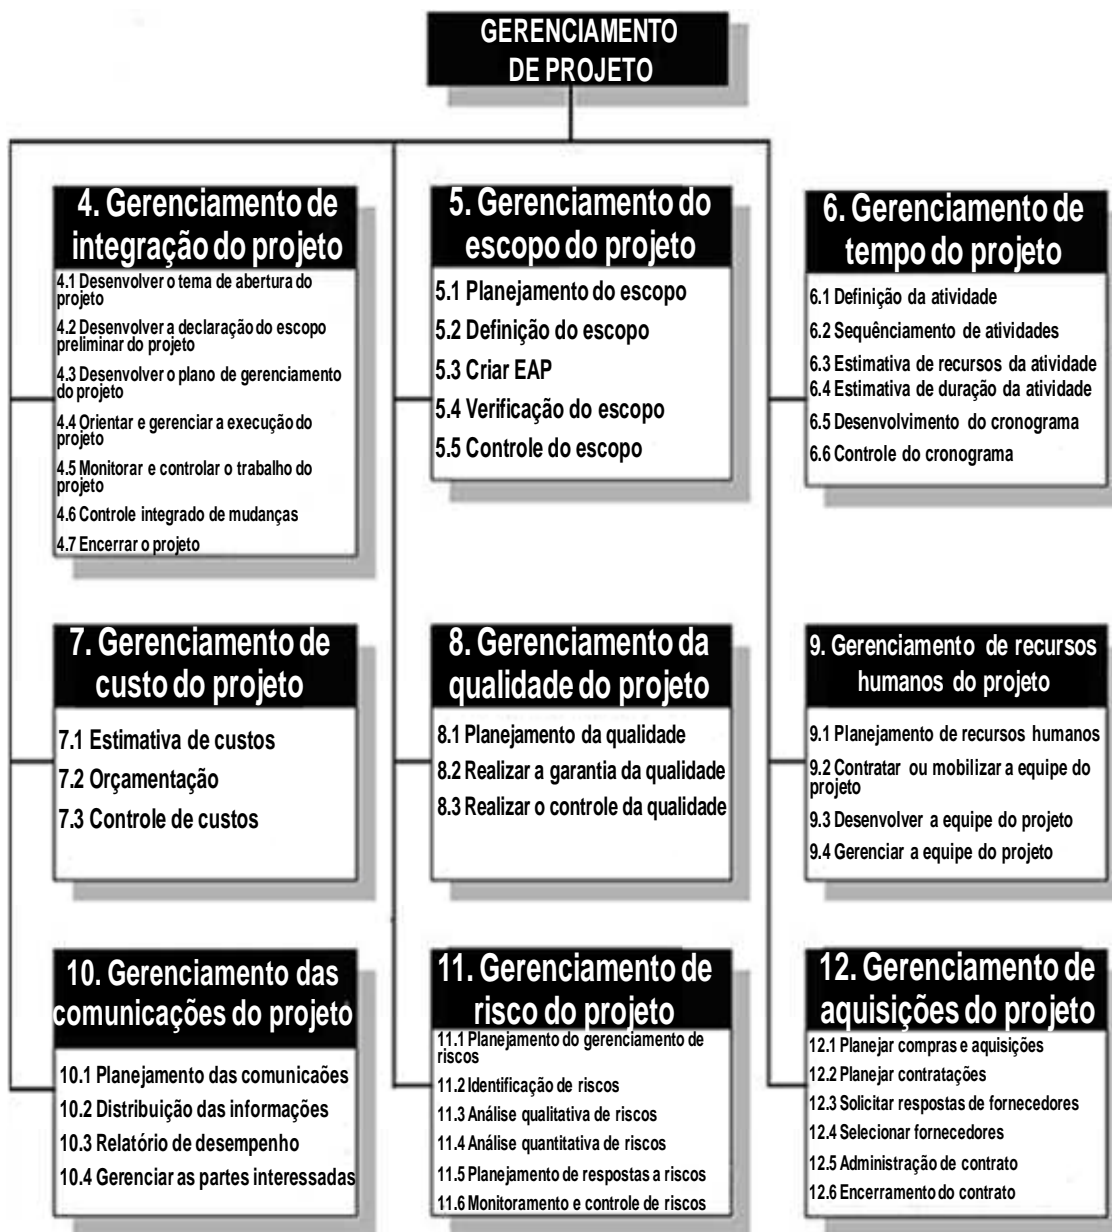 GERENCIAMENTO
DE PROJETO
4. Gerenciamento de
integração do projeto
4.1 Desenvolver o tema de abertura do
projeto
4.2 Desenvolver a declaração do escopo
preliminar do projeto
4.3 Desenvolver o plano de gerenciamento
do projeto
4.4 Orientar e gerenciar a execução do
projeto
4.5 Monitorar e controlar o trabalho do
projeto
4.6 Controle integrado de mudanças
4.7 Encerrar o projeto
5. Gerenciamento do
escopo do projeto
5.1 Planejamento do escopo
5.2 Definição do escopo
5.3 Criar EAP
5.4 Verificação do escopo
5.5 Controle do escopo
6. Gerenciamento de
tempo do projeto
6.1 Definição da atividade
6.2 Sequênciamento de atividades
6.3 Estimativa de recursos da atividade
6.4 Estimativa de duração da atividade
6.5 Desenvolvimento do cronograma
6.6 Controle do cronograma
7. Gerenciamento de
custo do projeto
7.1 Estimativa de custos
7.2 Orçamentação
7.3 Controle de custos
8. Gerenciamento da
qualidade do projeto
8.1 Planejamento da qualidade
8.2 Realizar a garantia da qualidade
8.3 Realizar o controle da qualidade
9. Gerenciamento de recursos
humanos do projeto
9.1 Planejamento de recursos humanos
9.2 Contratar ou mobilizar a equipe do
projeto
9.3 Desenvolver a equipe do projeto
9.4 Gerenciar a equipe do projeto
10. Gerenciamento das
comunicações do projeto
10.1 Planejamento das comunicaões
10.2 Distribuição das informações
10.3 Relatório de desempenho
10.4 Gerenciar as partes interessadas
11. Gerenciamento de
risco do projeto
11.1 Planejamento do gerenciamento de
riscos
11.2 Identificação de riscos
11.3 Análise qualitativa de riscos
11.4 Análise quantitativa de riscos
11.5 Planejamento de respostas a riscos
11.6 Monitoramento e controle de riscos
12. Gerenciamento de
aquisições do projeto
12.1 Planejar compras e aquisições
12.2 Planejar contratações
12.3 Solicitar respostas de fornecedores
12.4 Selecionar fornecedores
12.5 Administração de contrato
12.6 Encerramento do contrato